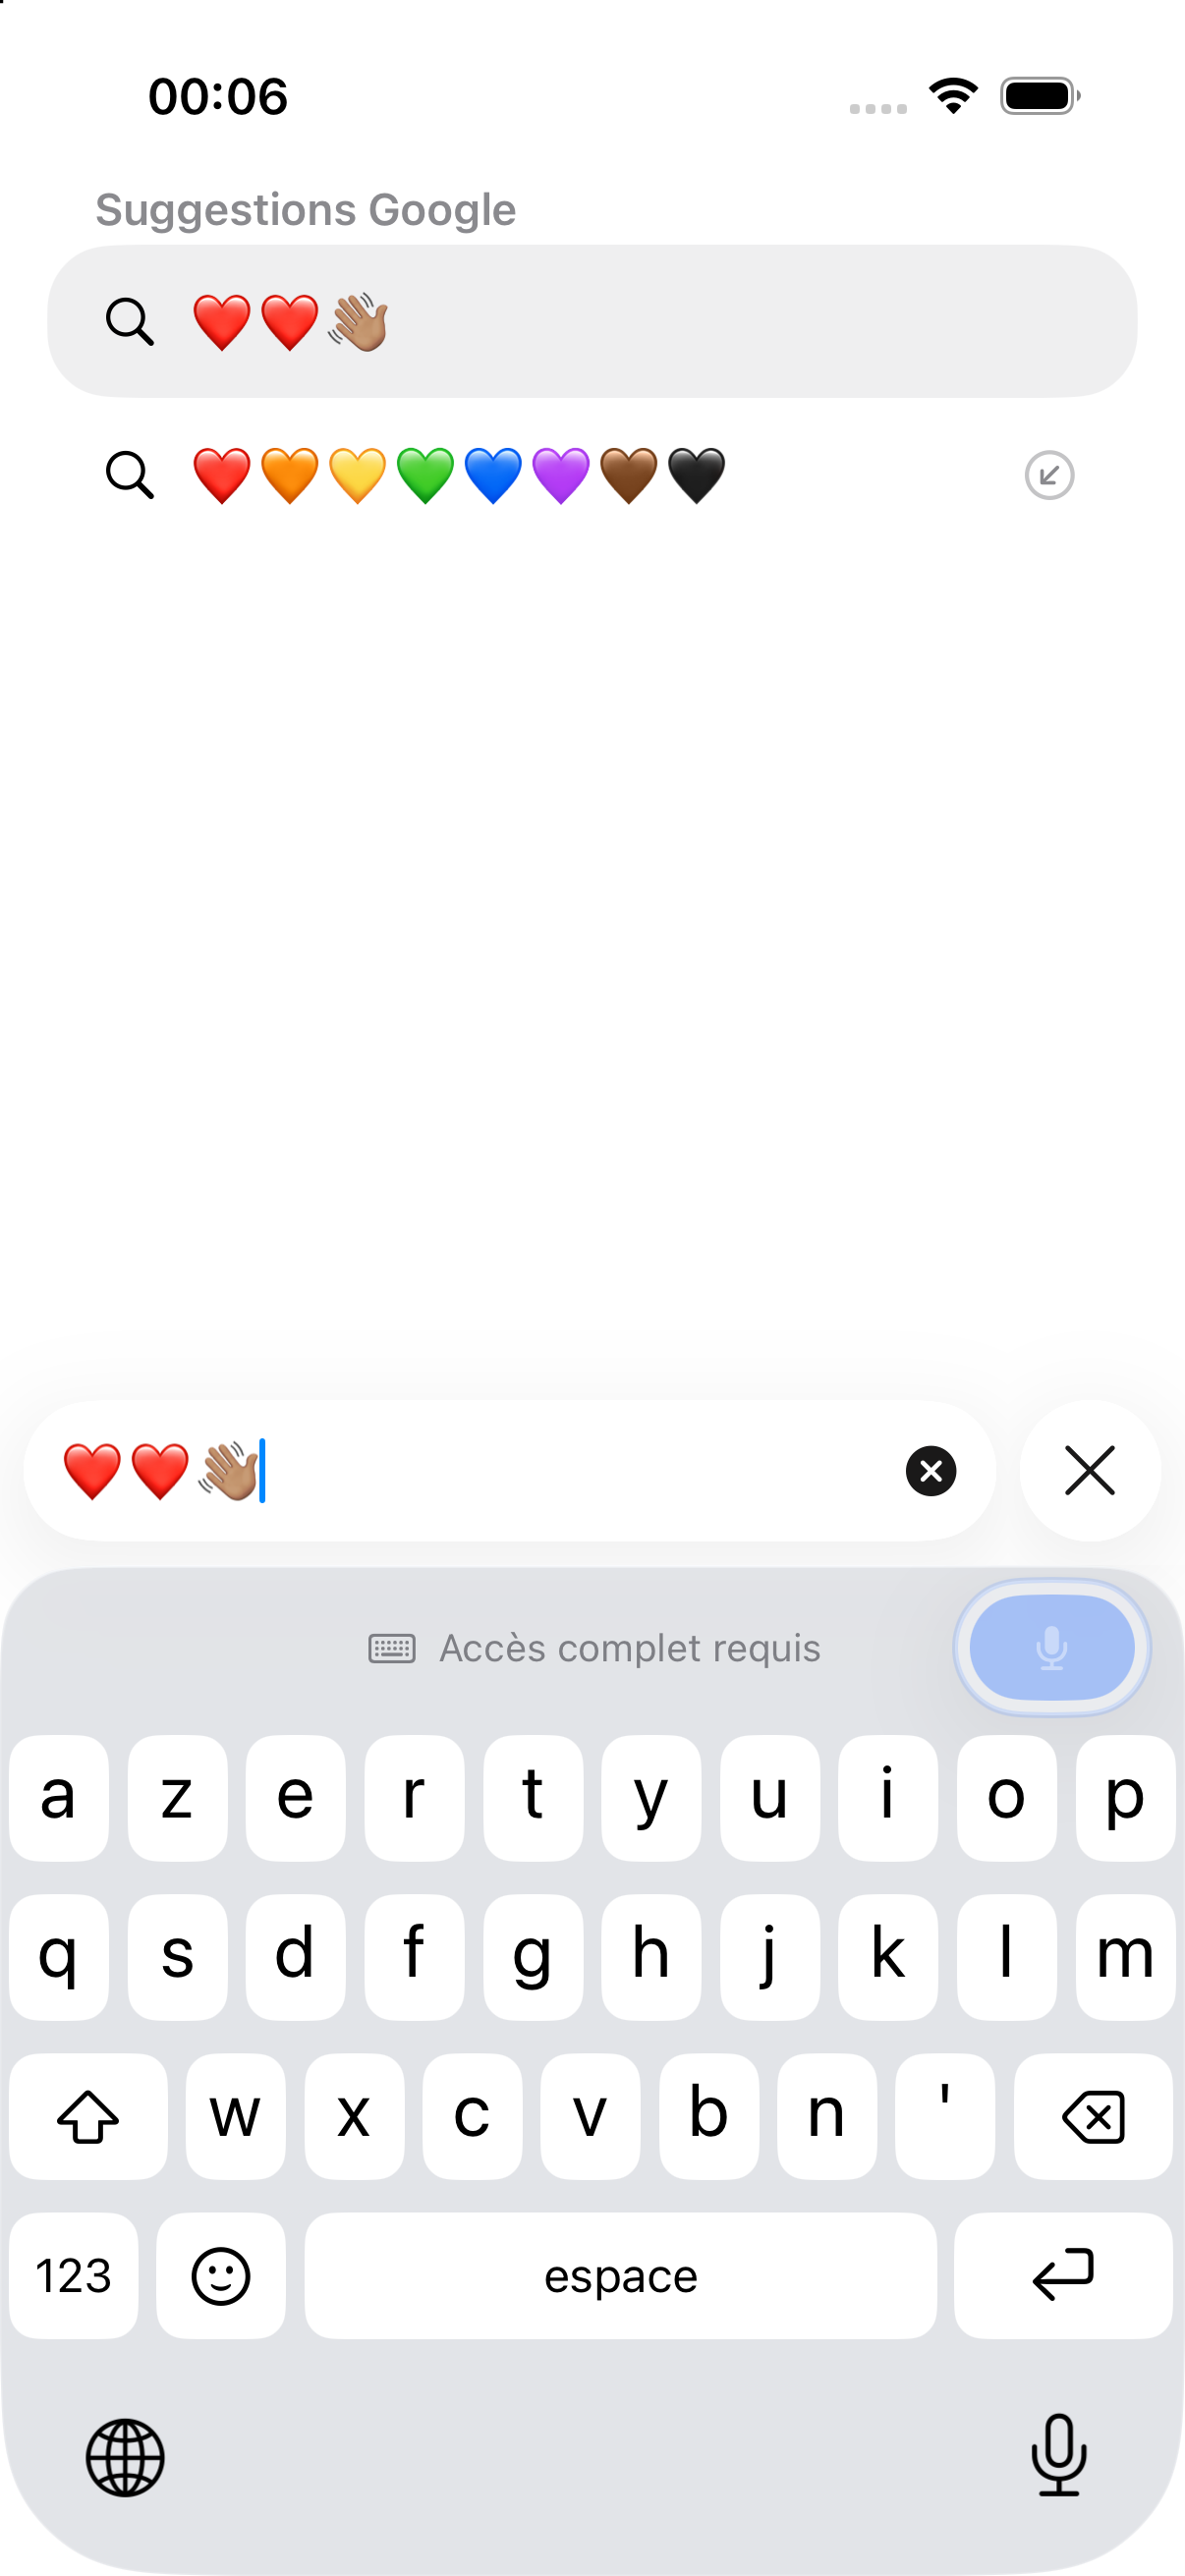 00:06
Suggestions Google
❤️❤️👋🏽
❤️🧡💛💚💙💜🤎🖤
❤️❤️👋🏽
Accès complet requis
a z e r t y u i o p
q s d f g h j k l m
w x c v b n '
123 espace